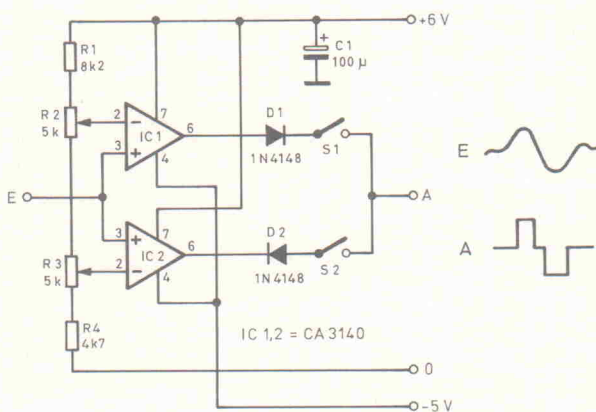 +6 V
R1
8k2
+
C1
100 µ
R2
5k
2
−
7
IC 1
6
3
+
4
D1
1N4148
S1
E
A
E
7
3
+
IC 2
6
2
−
4
D2
1N4148
S2
R3
5k
A
R4
4k7
IC 1,2 = CA 3140
0
−5 V